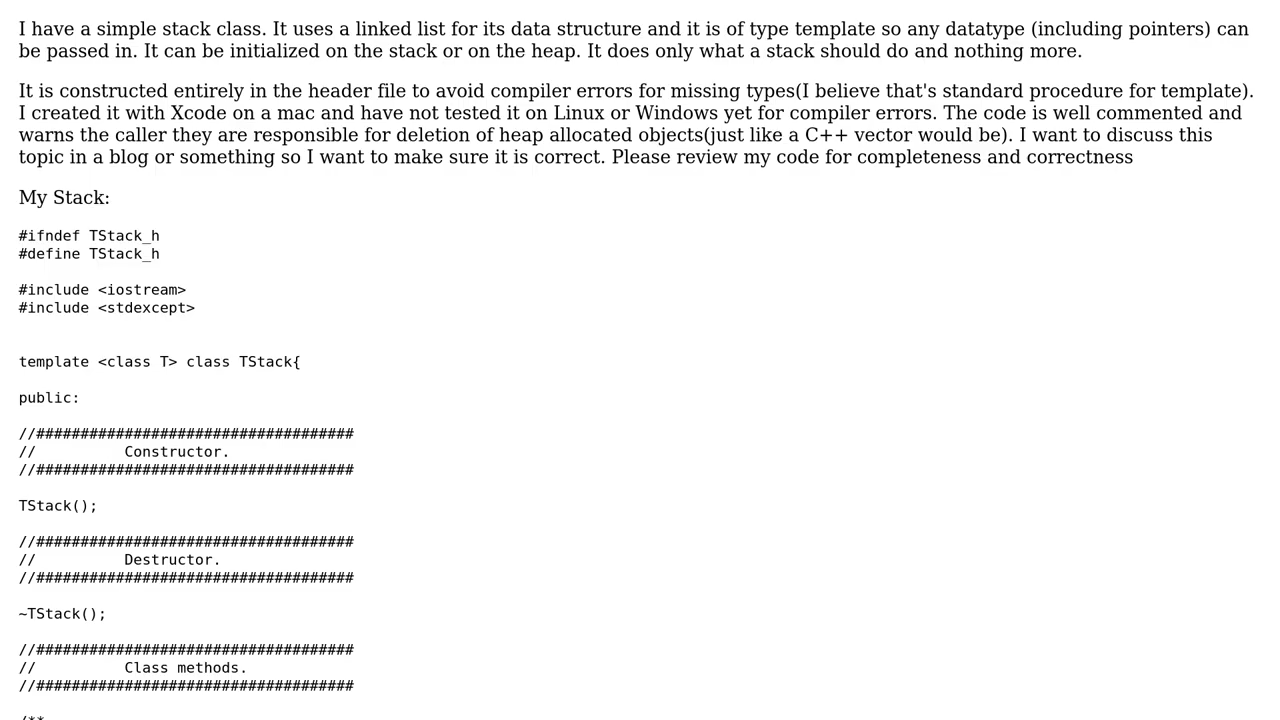 I have a simple stack class. It uses a linked list for its data structure and it is of type template so any datatype (including pointers) can
be passed in. It can be initialized on the stack or on the heap. It does only what a stack should do and nothing more.
It is constructed entirely in the header file to avoid compiler errors for missing types(I believe that's standard procedure for template).
I created it with Xcode on a mac and have not tested it on Linux or Windows yet for compiler errors. The code is well commented and
warns the caller they are responsible for deletion of heap allocated objects(just like a C++ vector would be). I want to discuss this
topic in a blog or something so I want to make sure it is correct. Please review my code for completeness and correctness
My Stack:
#ifndef TStack_h
#define TStack_h
#include <iostream>
#include <stdexcept>
template <class T> class TStack{
public:
//####################################
//          Constructor.
//####################################
TStack();
//####################################
//          Destructor.
//####################################
~TStack();
//####################################
//          Class methods.
//####################################
/**